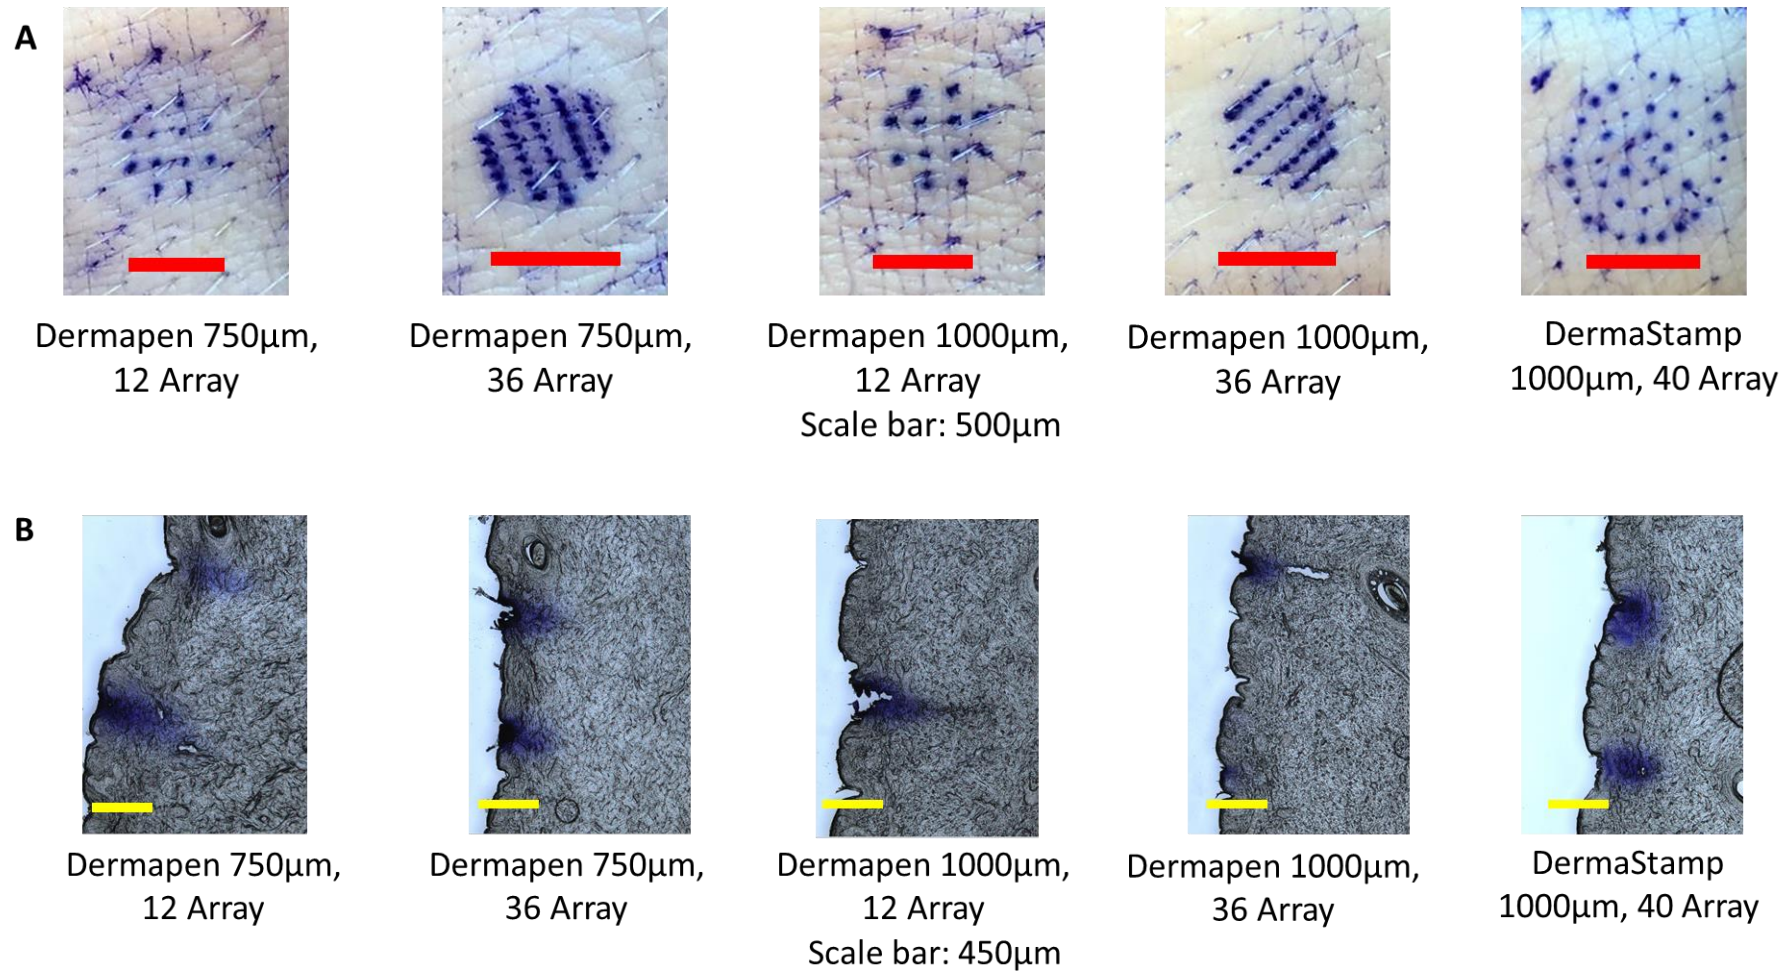 A
Dermapen 750µm,
12 Array
Dermapen 750µm,
36 Array
Dermapen 1000µm,
12 Array
Scale bar: 500µm
Dermapen 1000µm,
36 Array
DermaStamp
1000µm, 40 Array
B
Dermapen 750µm,
12 Array
Dermapen 750µm,
36 Array
Dermapen 1000µm,
12 Array
Scale bar: 450µm
Dermapen 1000µm,
36 Array
DermaStamp
1000µm, 40 Array